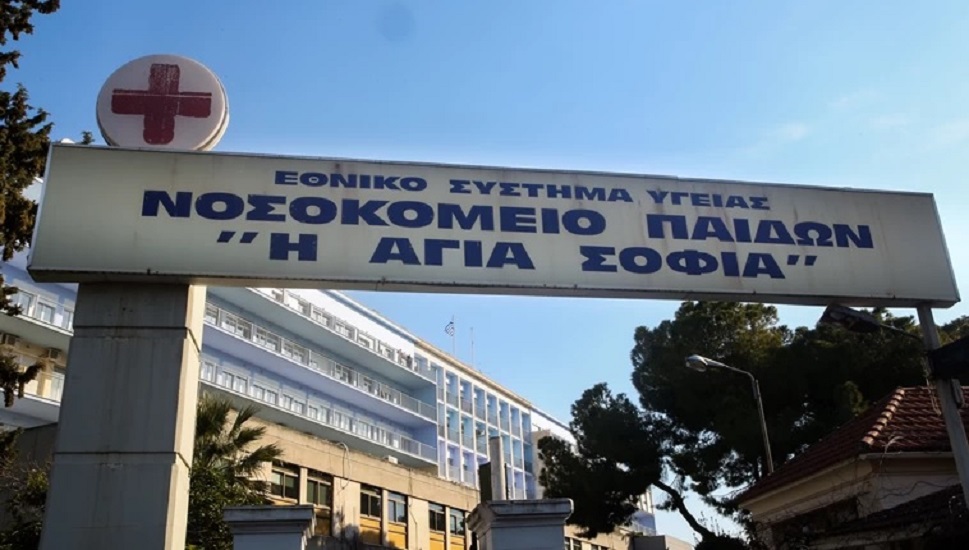 ΕΘΝΙΚΟ ΣΥΣΤΗΜΑ ΥΓΕΙΑΣ
ΝΟΣΟΚΟΜΕΙΟ ΠΑΙΔΩΝ
"Η ΑΓΙΑ ΣΟΦΙΑ"